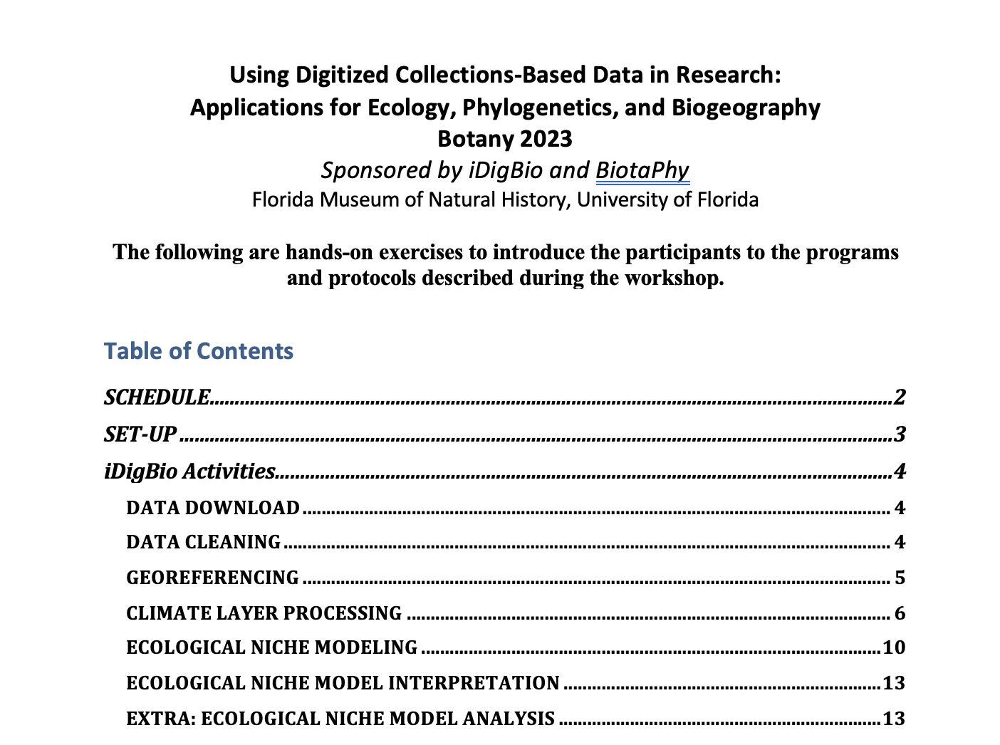 Using Digitized Collections-Based Data in Research:
Applications for Ecology, Phylogenetics, and Biogeography
Botany 2023
Sponsored by iDigBio and BiotaPhy
Florida Museum of Natural History, University of Florida
The following are hands-on exercises to introduce the participants to the programs
and protocols described during the workshop.
Table of Contents
SCHEDULE.....2
SET-UP.....3
iDigBio Activities.....4
DATA DOWNLOAD.....4
DATA CLEANING.....4
GEOREFERENCING.....5
CLIMATE LAYER PROCESSING.....6
ECOLOGICAL NICHE MODELING.....10
ECOLOGICAL NICHE MODEL INTERPRETATION.....13
EXTRA: ECOLOGICAL NICHE MODEL ANALYSIS.....13